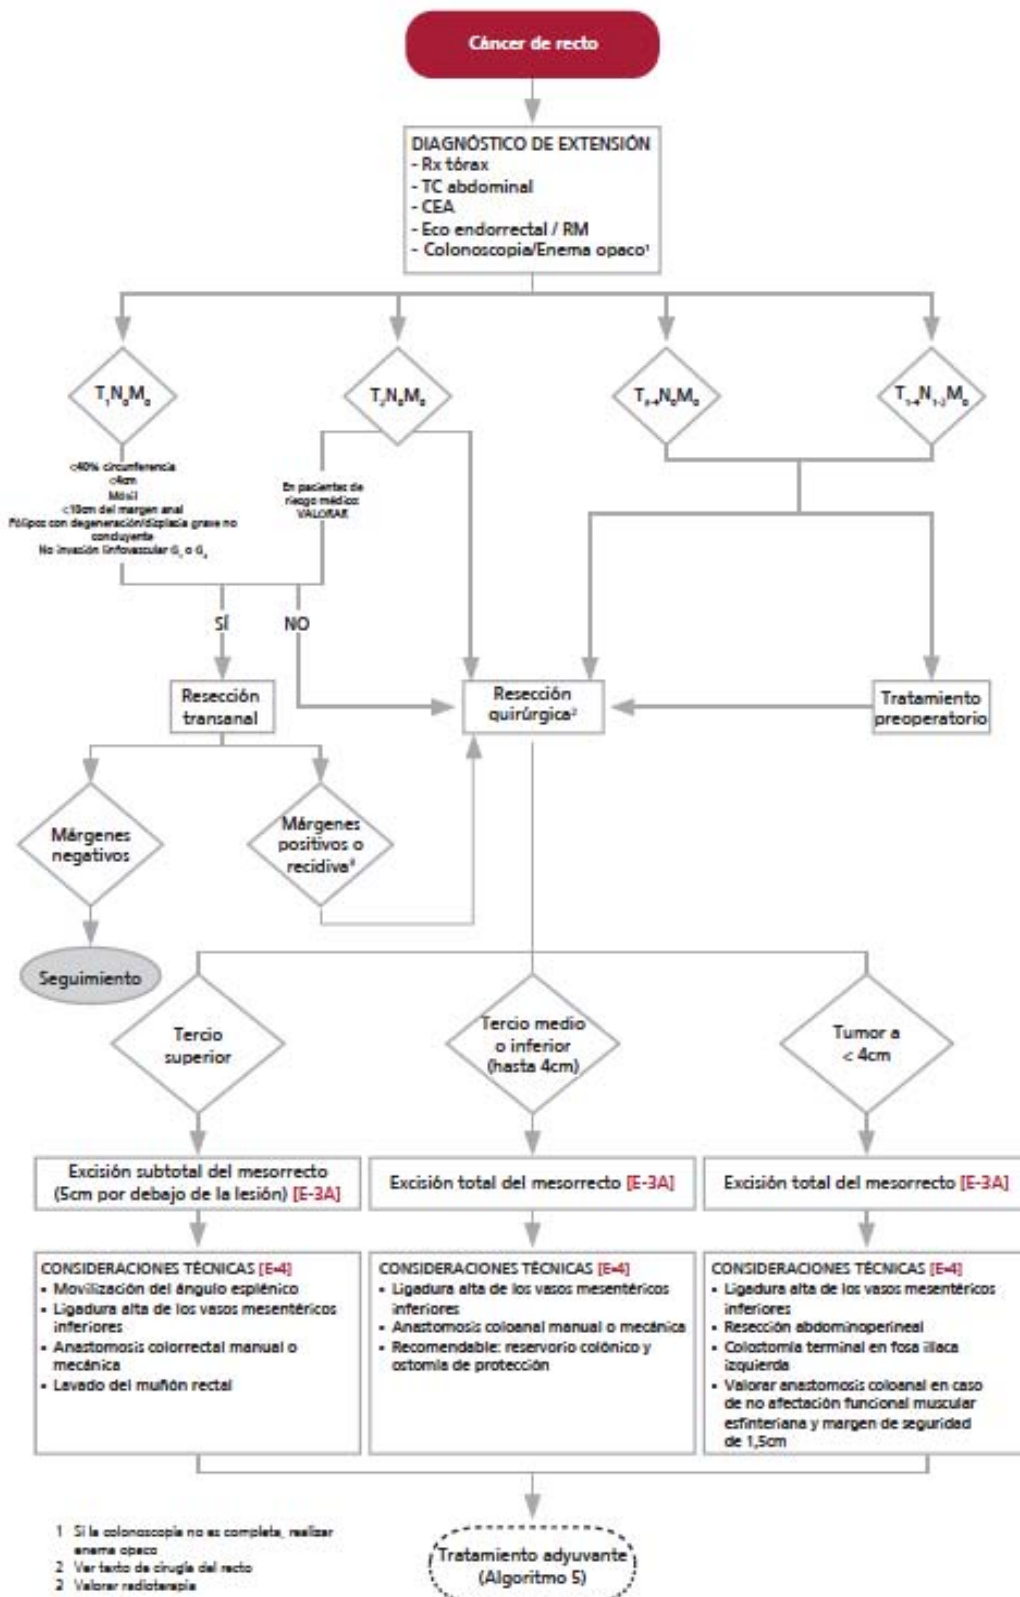 Cáncer de recto
DIAGNÓSTICO DE EXTENSIÓN
- Rx tórax
- TC abdominal
- CEA
- Eco endorrectal / RM
- Colonoscopia/Enema opaco¹
T₁N₀M₀
T₂N₀M₀
T₃₋₄N₀M₀
T₁₋₄N₁₋₂M₀
<40% circunferencia
<4cm
Móvil
<10cm del margen anal
Pólipos con degeneración/displasia grave no
concluyente
No invasión linfovascular G₁ o G₂
En pacientes de
riesgo médico:
VALORAR
SÍ
NO
Resección
transanal
Resección
quirúrgica²
Tratamiento
preoperatorio
Márgenes
negativos
Márgenes
positivos o
recidiva³
Seguimiento
Tercio
superior
Tercio medio
o inferior
(hasta 4cm)
Tumor a
< 4cm
Excisión subtotal del mesorrecto
(5cm por debajo de la lesión) [E-3A]
Excisión total del mesorrecto [E-3A]
Excisión total del mesorrecto [E-3A]
CONSIDERACIONES TÉCNICAS [E-4]
▪ Movilización del ángulo esplénico
▪ Ligadura alta de los vasos mesentéricos
inferiores
▪ Anastomosis colorrectal manual o
mecánica
▪ Lavado del muñón rectal
CONSIDERACIONES TÉCNICAS [E-4]
▪ Ligadura alta de los vasos mesentéricos
inferiores
▪ Anastomosis coloanal manual o mecánica
▪ Recomendable: reservorio colónico y
ostomía de protección
CONSIDERACIONES TÉCNICAS [E-4]
▪ Ligadura alta de los vasos mesentéricos
inferiores
▪ Resección abdominoperineal
▪ Colostomía terminal en fosa ilíaca
izquierda
▪ Valorar anastomosis coloanal en caso
de no afectación funcional muscular
esfinteriana y margen de seguridad
de 1,5cm
1 Si la colonoscopia no es completa, realizar
enema opaco
2 Ver texto de cirugía del recto
3 Valorar radioterapia
Tratamiento adyuvante
(Algoritmo 5)